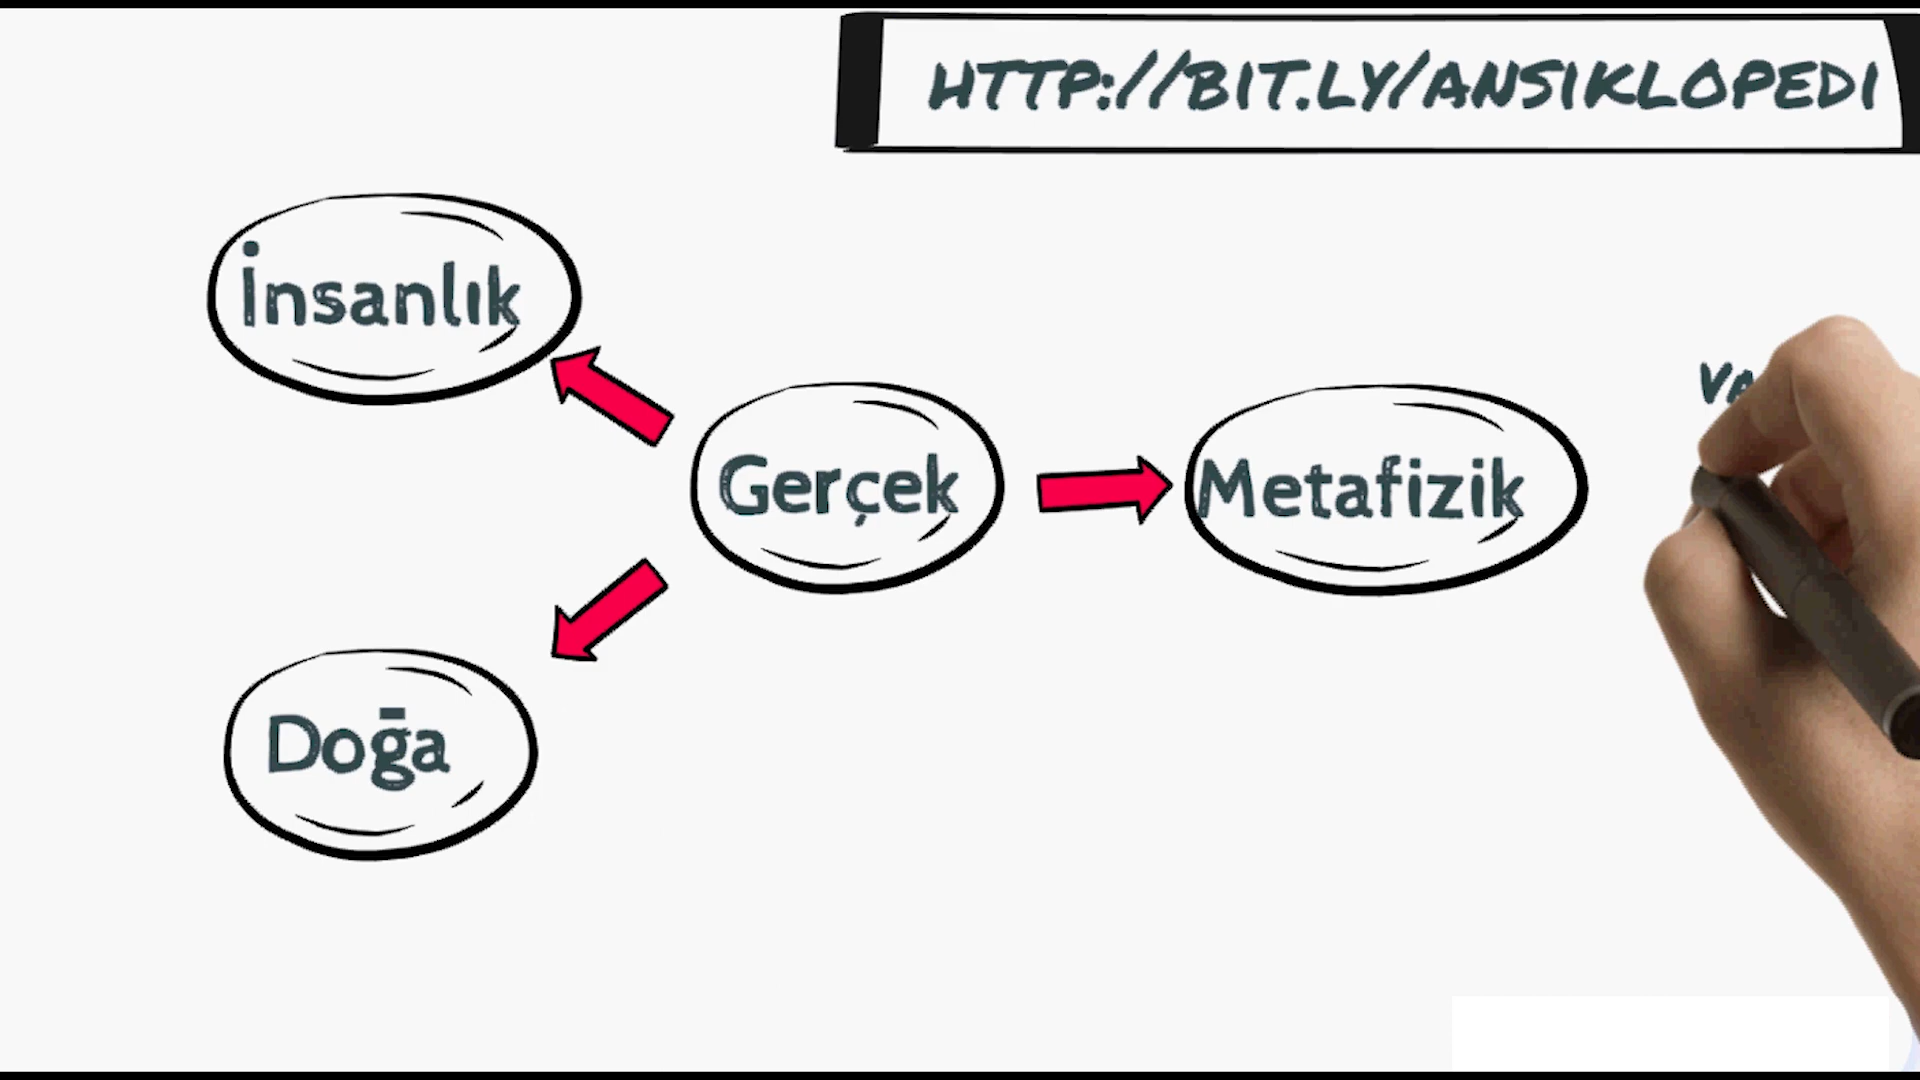 HTTP://BIT.LY/ANSIKLOPEDI
İnsanlık
Gerçek
Metafizik
Doğa